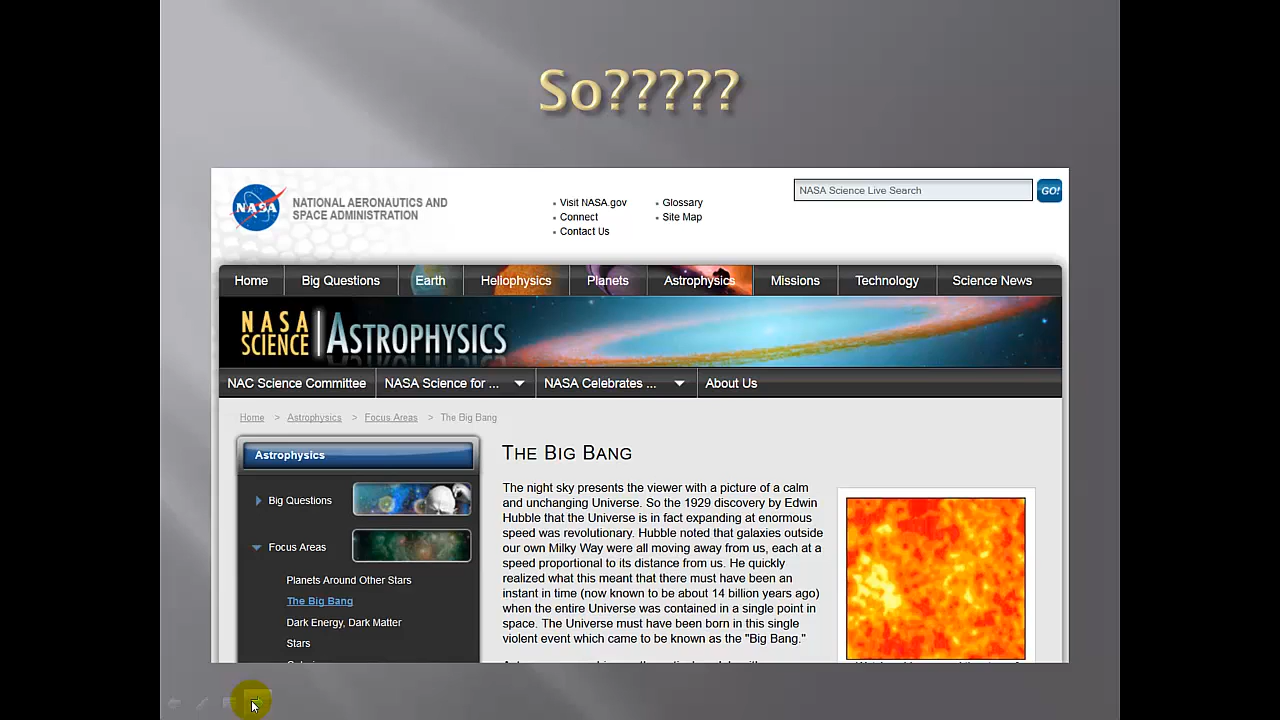 So?????
NASA
NATIONAL AERONAUTICS AND
SPACE ADMINISTRATION
Visit NASA.gov
Connect
Contact Us
Glossary
Site Map
NASA Science Live Search
GO!
Home Big Questions Earth Heliophysics Planets Astrophysics Missions Technology Science News
NASA
SCIENCE
ASTROPHYSICS
NAC Science Committee NASA Science for ... NASA Celebrates ... About Us
Home > Astrophysics > Focus Areas > The Big Bang
Astrophysics
Big Questions
Focus Areas
Planets Around Other Stars
The Big Bang
Dark Energy, Dark Matter
Stars
THE BIG BANG
The night sky presents the viewer with a picture of a calm
and unchanging Universe. So the 1929 discovery by Edwin
Hubble that the Universe is in fact expanding at enormous
speed was revolutionary. Hubble noted that galaxies outside
our own Milky Way were all moving away from us, each at a
speed proportional to its distance from us. He quickly
realized what this meant that there must have been an
instant in time (now known to be about 14 billion years ago)
when the entire Universe was contained in a single point in
space. The Universe must have been born in this single
violent event which came to be known as the "Big Bang."